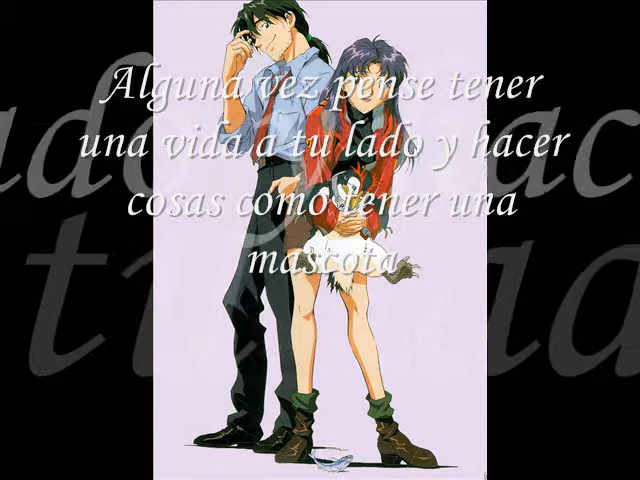 Alguna vez pense tener
una vida a tu lado y hacer
cosas como tener una
mascota